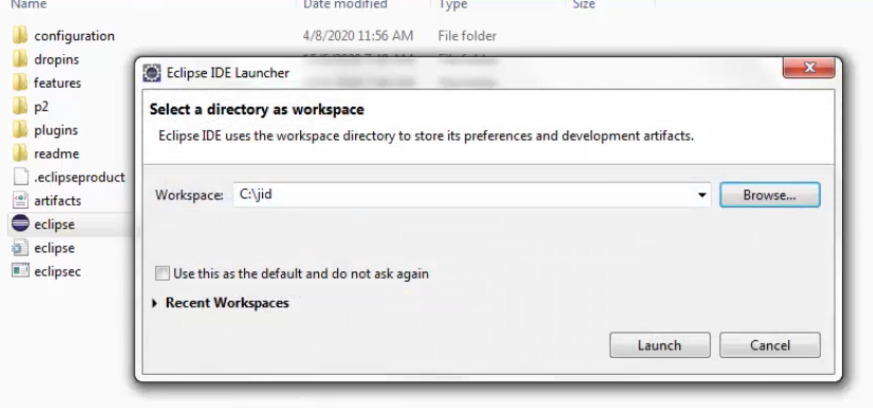 Name Date modified Type Size
configuration 4/8/2020 11:56 AM File folder
dropins
features
p2
plugins
readme
.eclipseproduct
artifacts
eclipse
eclipse
eclipsec
Eclipse IDE Launcher
Select a directory as workspace
Eclipse IDE uses the workspace directory to store its preferences and development artifacts.
Workspace: C:\jid Browse...
Use this as the default and do not ask again
Recent Workspaces
Launch Cancel